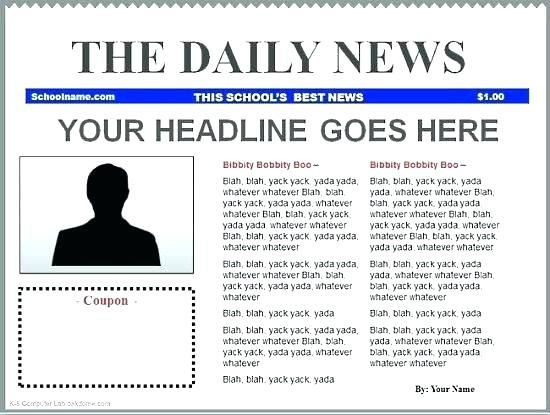 THE DAILY NEWS
Schoolname.com THIS SCHOOL'S BEST NEWS $1.00
YOUR HEADLINE GOES HERE
- Coupon -
Bibbity Bobbity Boo –
Blah, blah, yack yack, yada yada,
whatever whatever Blah, blah,
yack yack, yada yada, whatever
whatever Blah, blah, yack yack,
yada yada, whatever whatever
Blah, blah, yack yack, yada yada,
whatever whatever
Blah, blah, yack yack, yada yada,
whatever whatever Blah, blah,
yack yack, yada yada, whatever
whatever
Blah, blah, yack yack, yada
Blah, blah, yack yack, yada yada,
whatever whatever Blah, blah,
yack yack, yada yada, whatever
whatever
Blah, blah, yack yack, yada
Bibbity Bobbity Boo –
Blah, blah, yack yack, yada
yada, whatever whatever Blah,
blah, yack yack, yada yada,
whatever whatever Blah, blah,
yack yack, yada yada, whatever
whatever Blah, blah, yack yack,
yada yada, whatever whatever
Blah, blah, yack yack, yada
yada, whatever whatever Blah,
blah, yack yack, yada yada,
whatever whatever
Blah, blah, yack yack, yada
yada, whatever whatever Blah,
blah, yack yack, yada yada,
whatever whatever
By: Your Name
K-5 Computer Lab